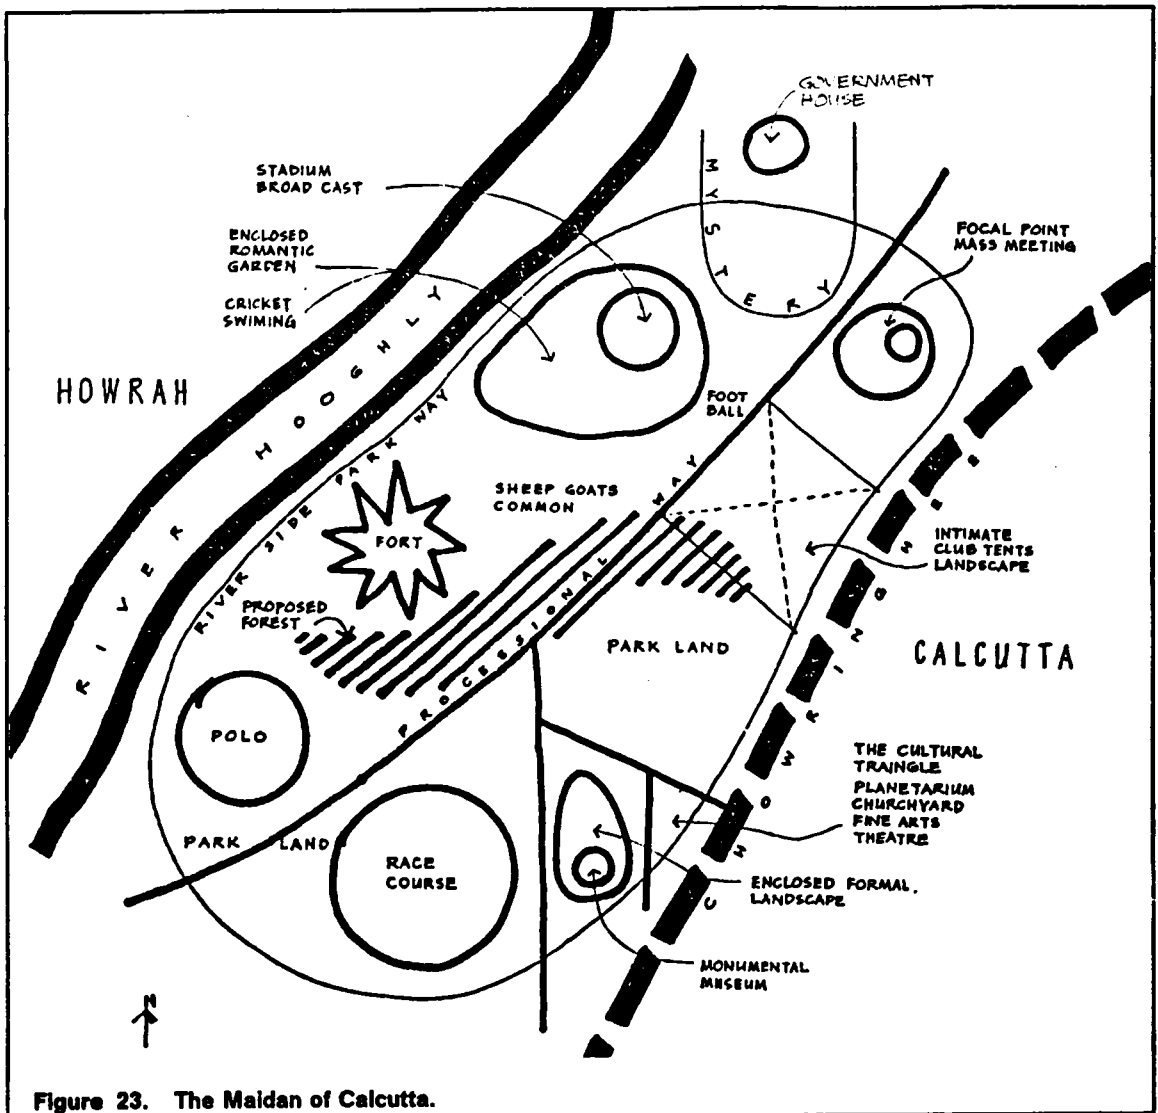 GOVERNMENT
HOUSE
STADIUM
BROAD CAST
MYSTERY
ENCLOSED
ROMANTIC
GARDEN
FOCAL POINT
MASS MEETING
CRICKET
SWIMING
HOWRAH
RIVER HOOGHLY
RIVER SIDE PARK WAY
FOOT
BALL
SHEEP GOATS
COMMON
FORT
INTIMATE
CLUB TENTS
LANDSCAPE
PROPOSED
FOREST
PROCESSIONAL WAY
PARK LAND
CALCUTTA
CHOWRINGHEE
POLO
THE CULTURAL
TRAINGLE
PLANETARIUM
CHURCHYARD
FINE ARTS
THEATRE
PARK LAND
RACE
COURSE
ENCLOSED FORMAL.
LANDSCAPE
MONUMENTAL
MUSEUM
N
Figure 23. The Maidan of Calcutta.